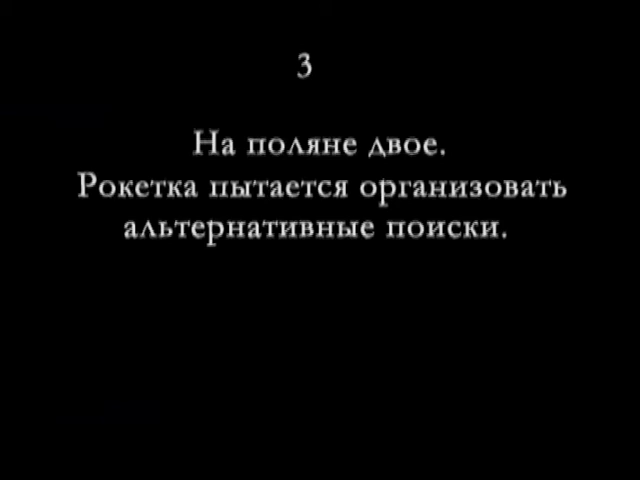 3
На поляне двое.
Рокетка пытается организовать
альтернативные поиски.